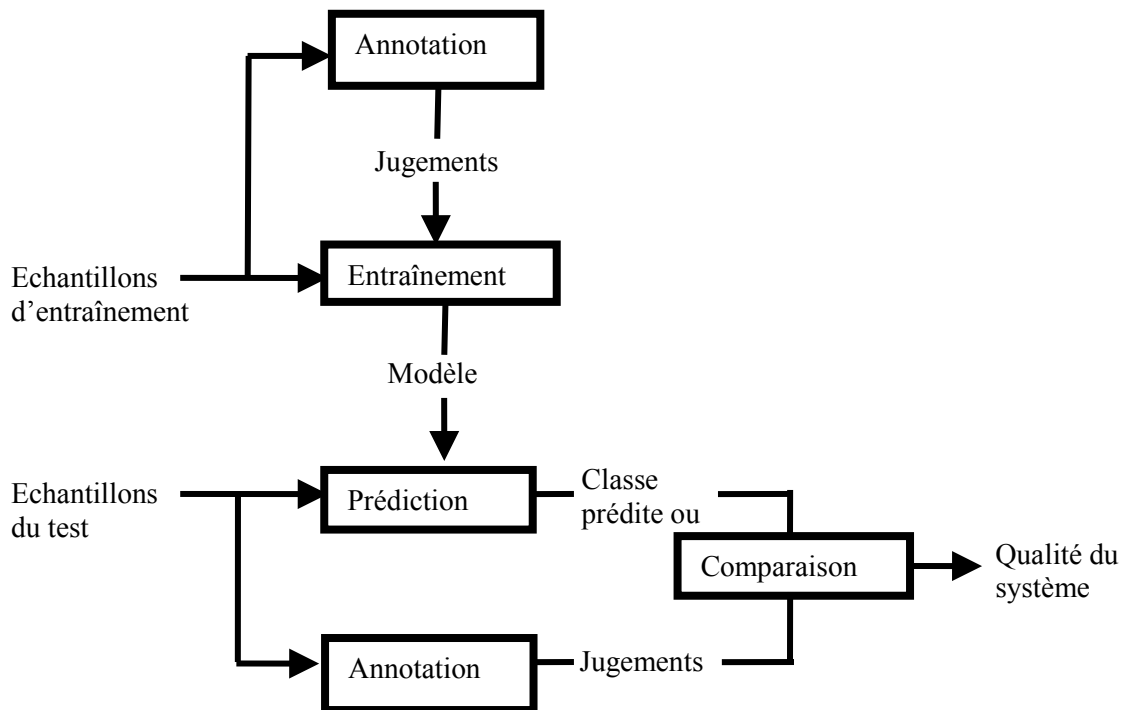 Annotation
Jugements
Echantillons
d’entraînement
Entraînement
Modèle
Echantillons
du test
Prédiction
Classe
prédite ou
Comparaison
Qualité du
système
Annotation
Jugements